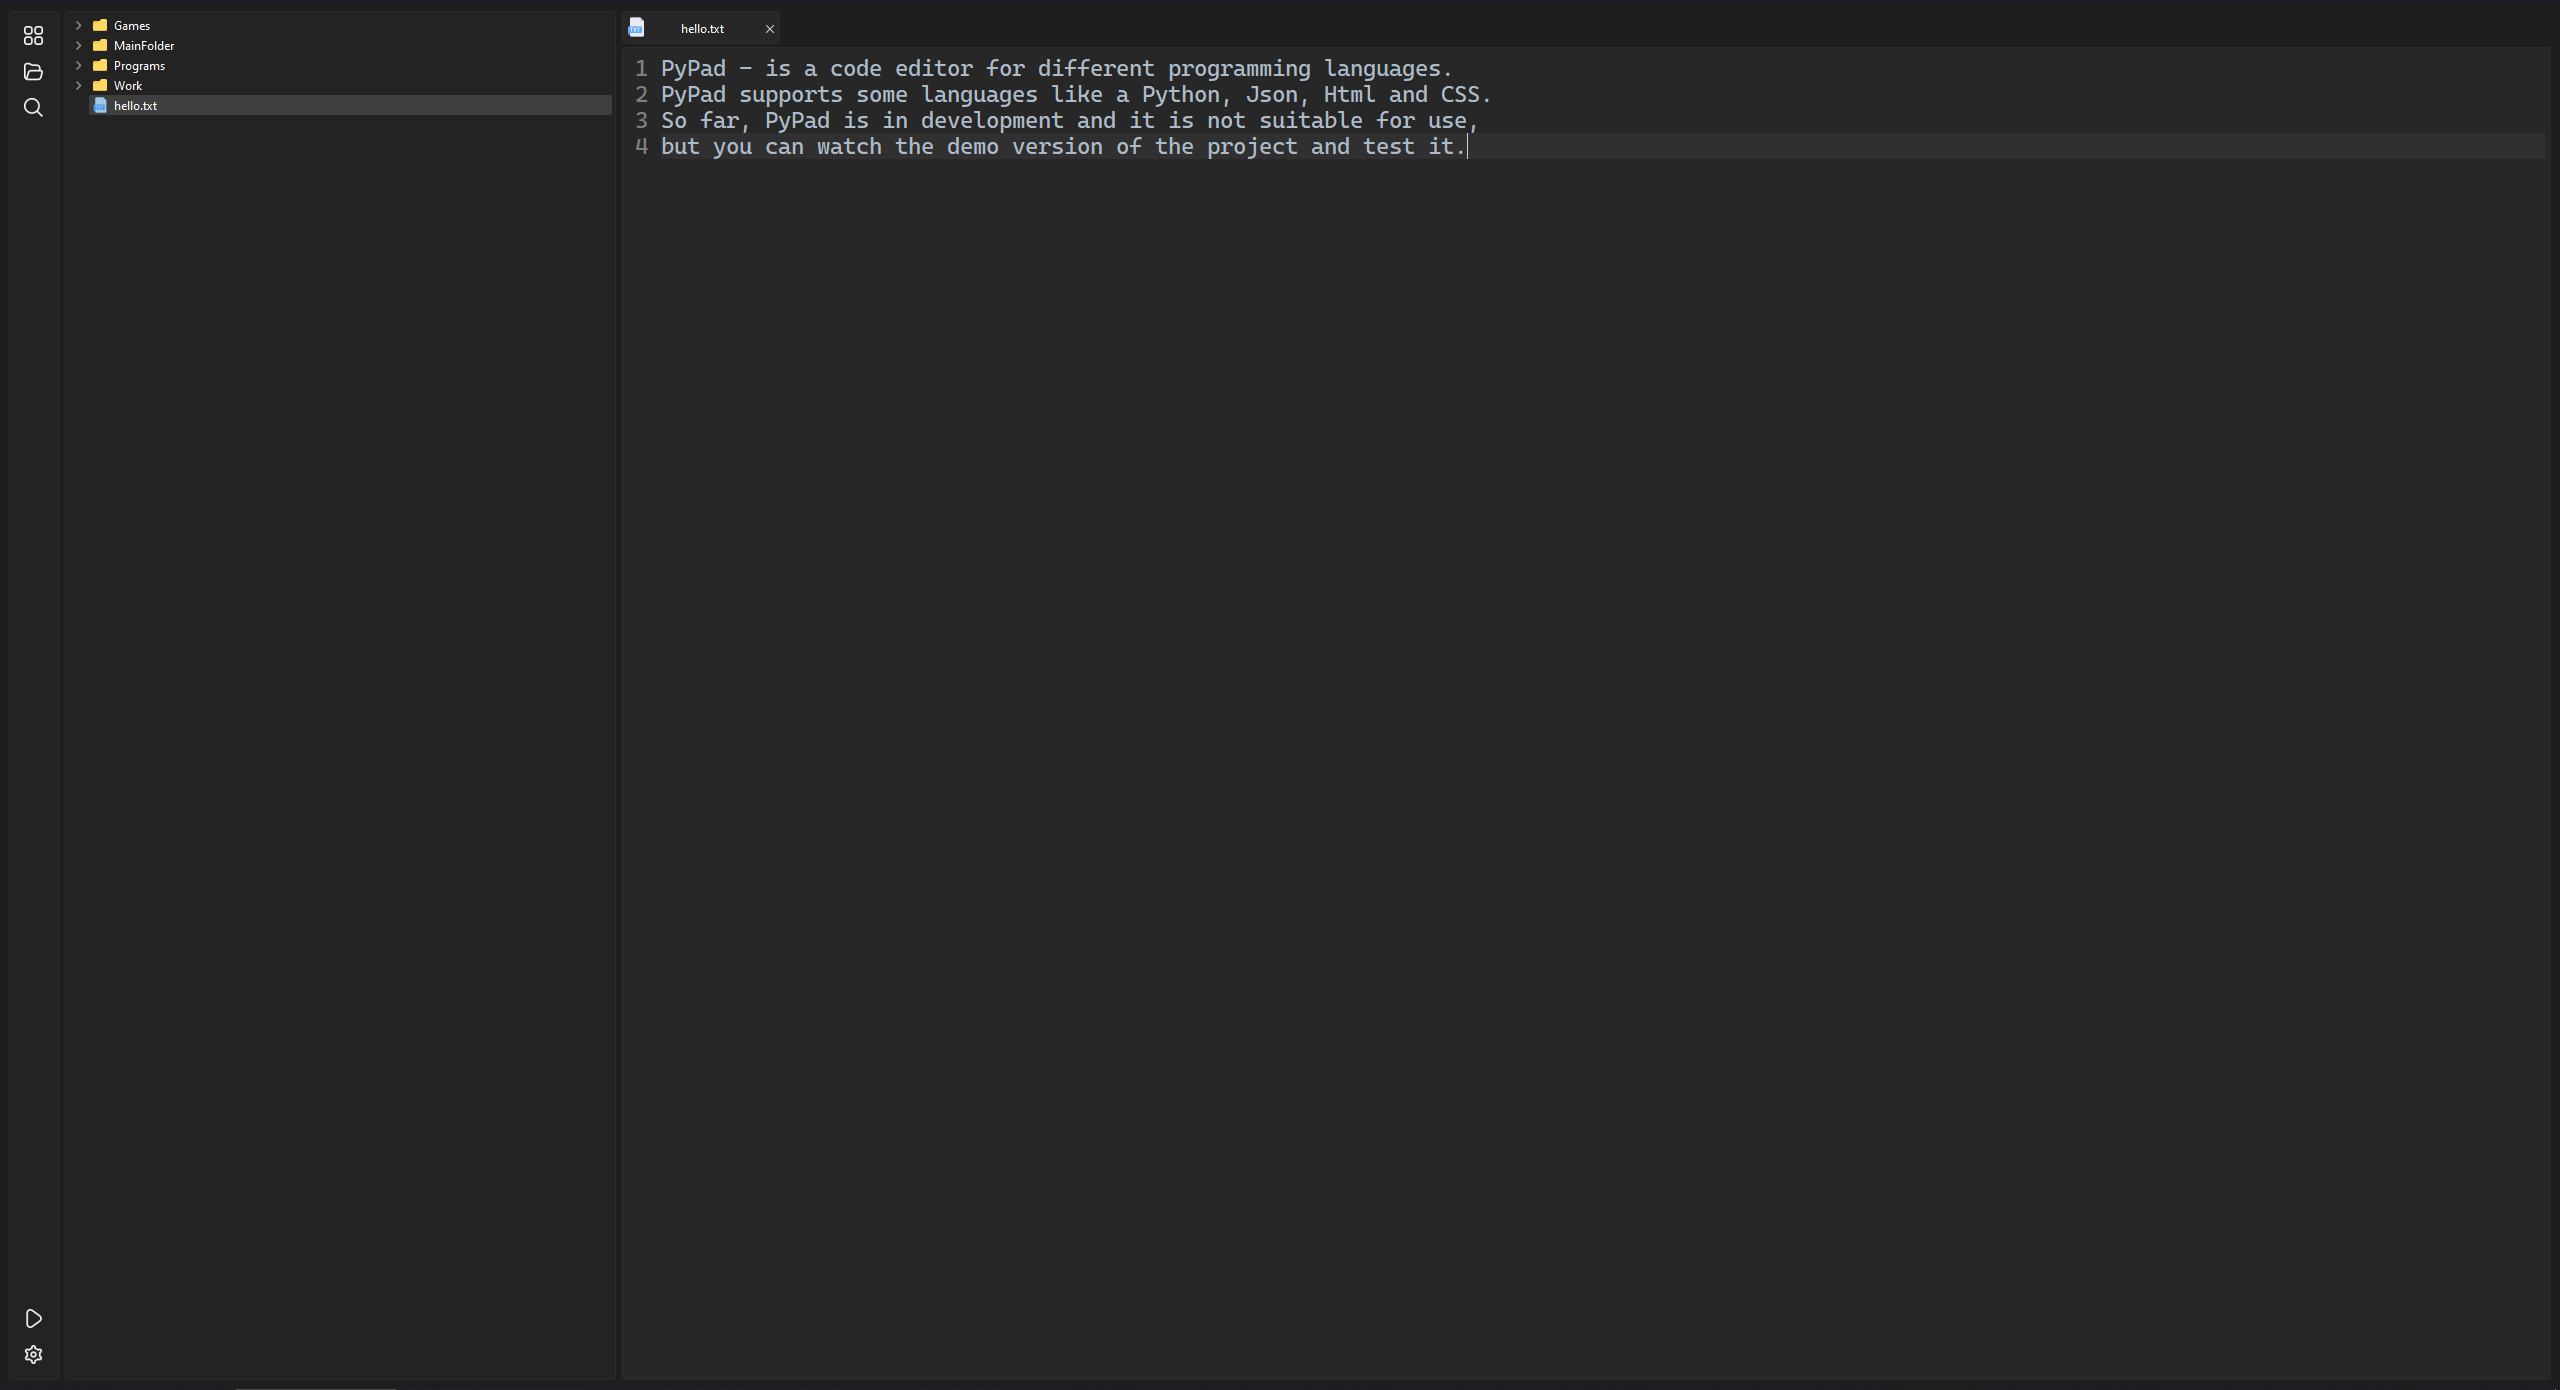 Games
MainFolder
Programs
Work
hello.txt
hello.txt
1 PyPad - is a code editor for different programming languages.
2 PyPad supports some languages like a Python, Json, Html and CSS.
3 So far, PyPad is in development and it is not suitable for use,
4 but you can watch the demo version of the project and test it.